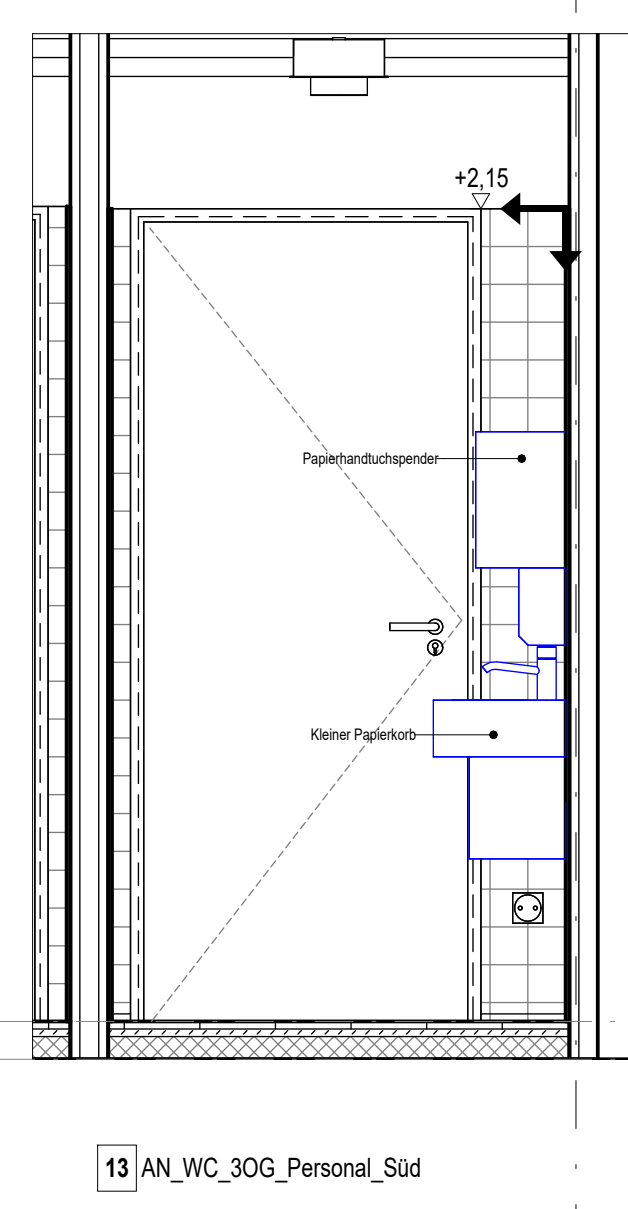 +2,15
Papierhandtuchspender
Kleiner Papierkorb
13 AN_WC_3OG_Personal_Süd